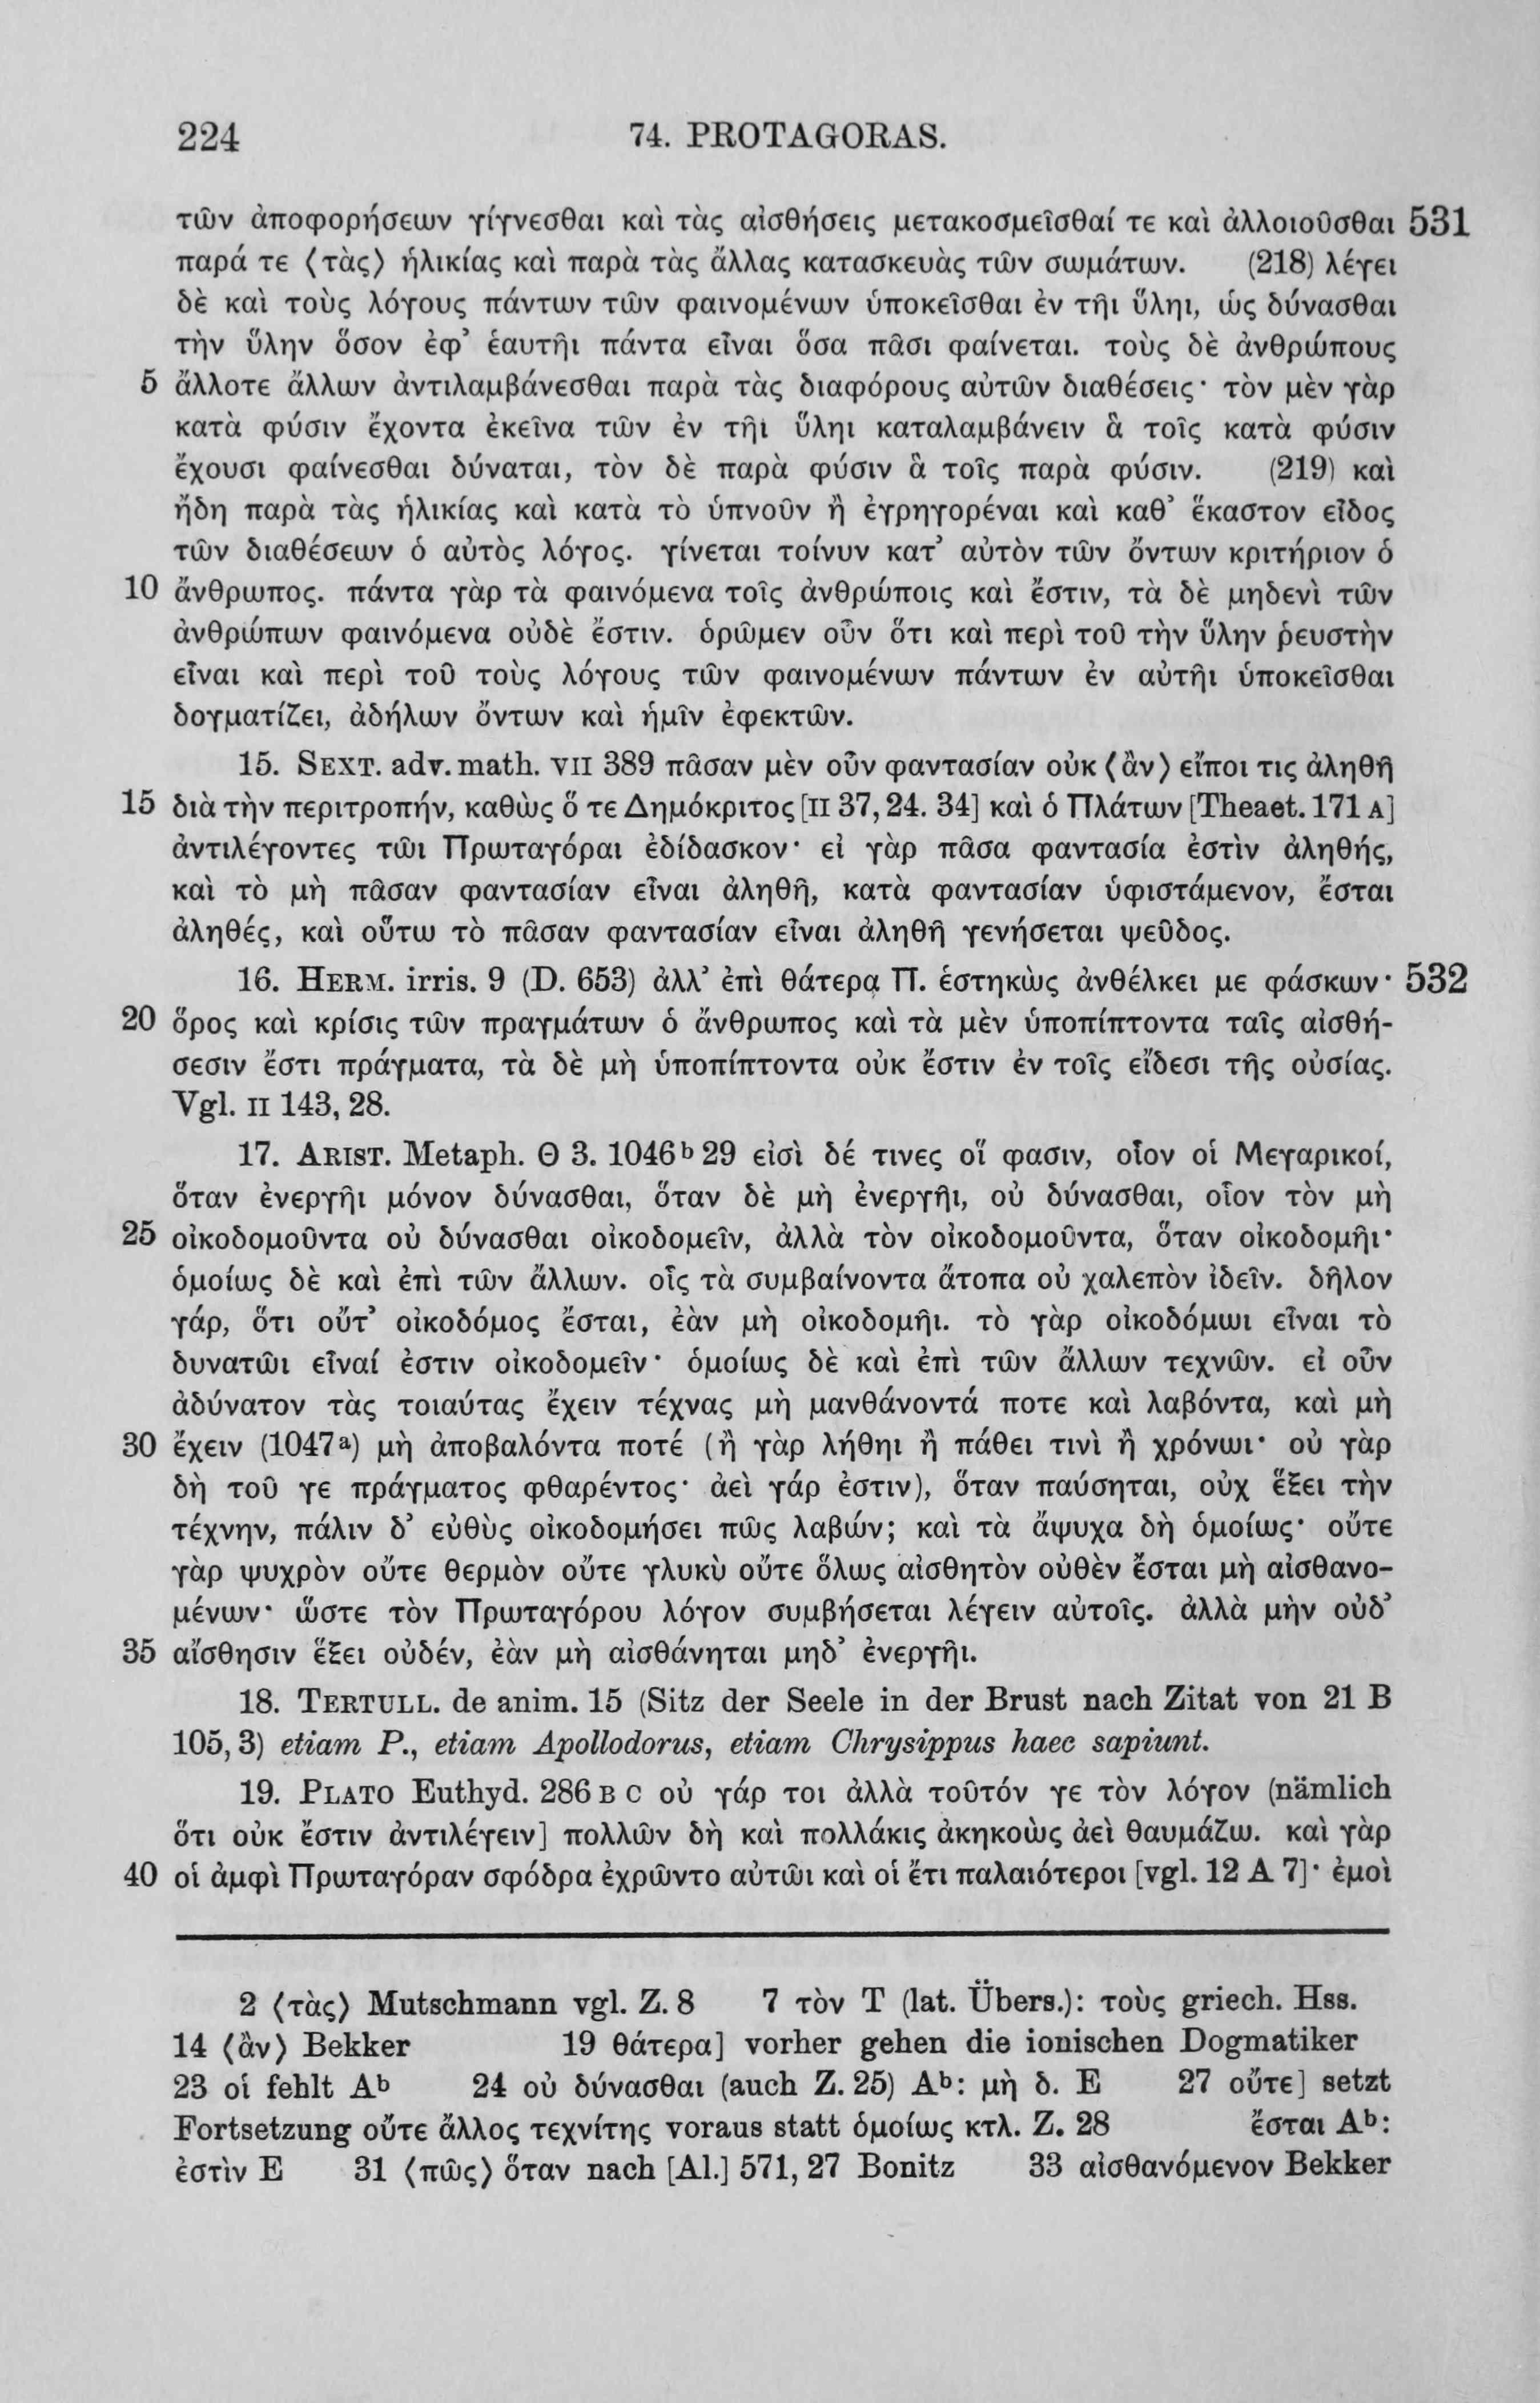 224 74. PROTAGORAS.
τῶν ἀποφορήσεων γίγνεσθαι καὶ τὰς αἰσθήσεις μετακοσμεῖσθαί τε καὶ ἀλλοιοῦσθαι 531
παρά τε ⟨τὰς⟩ ἡλικίας καὶ παρὰ τὰς ἄλλας κατασκευὰς τῶν σωμάτων. (218) λέγει
δὲ καὶ τοὺς λόγους πάντων τῶν φαινομένων ὑποκεῖσθαι ἐν τῆι ὕληι, ὡς δύνασθαι
τὴν ὕλην ὅσον ἐφ’ ἑαυτῆι πάντα εἶναι ὅσα πᾶσι φαίνεται. τοὺς δὲ ἀνθρώπους
5 ἄλλοτε ἄλλων ἀντιλαμβάνεσθαι παρὰ τὰς διαφόρους αὐτῶν διαθέσεις· τὸν μὲν γὰρ
κατὰ φύσιν ἔχοντα ἐκεῖνα τῶν ἐν τῆι ὕληι καταλαμβάνειν ἃ τοῖς κατὰ φύσιν
ἔχουσι φαίνεσθαι δύναται, τὸν δὲ παρὰ φύσιν ἃ τοῖς παρὰ φύσιν. (219) καὶ
ἤδη παρὰ τὰς ἡλικίας καὶ κατὰ τὸ ὑπνοῦν ἢ ἐγρηγορέναι καὶ καθ’ ἕκαστον εἶδος
τῶν διαθέσεων ὁ αὐτὸς λόγος. γίνεται τοίνυν κατ’ αὐτὸν τῶν ὄντων κριτήριον ὁ
10 ἄνθρωπος. πάντα γὰρ τὰ φαινόμενα τοῖς ἀνθρώποις καὶ ἔστιν, τὰ δὲ μηδενὶ τῶν
ἀνθρώπων φαινόμενα οὐδὲ ἔστιν. ὁρῶμεν οὖν ὅτι καὶ περὶ τοῦ τὴν ὕλην ῥευστὴν
εἶναι καὶ περὶ τοῦ τοὺς λόγους τῶν φαινομένων πάντων ἐν αὐτῆι ὑποκεῖσθαι
δογματίζει, ἀδήλων ὄντων καὶ ἡμῖν ἐφεκτῶν.
15. SEXT. adv. math. VII 389 πᾶσαν μὲν οὖν φαντασίαν οὐκ ⟨ἂν⟩ εἴποι τις ἀληθῆ
15 διὰ τὴν περιτροπήν, καθὼς ὅ τε Δημόκριτος [II 37, 24. 34] καὶ ὁ Πλάτων [Theaet. 171 A]
ἀντιλέγοντες τῶι Πρωταγόραι ἐδίδασκον· εἰ γὰρ πᾶσα φαντασία ἐστὶν ἀληθής,
καὶ τὸ μὴ πᾶσαν φαντασίαν εἶναι ἀληθῆ, κατὰ φαντασίαν ὑφιστάμενον, ἔσται
ἀληθές, καὶ οὕτω τὸ πᾶσαν φαντασίαν εἶναι ἀληθῆ γενήσεται ψεῦδος.
16. HERM. irris. 9 (D. 653) ἀλλ’ ἐπὶ θάτερα Π. ἑστηκὼς ἀνθέλκει με φάσκων· 532
20 ὅρος καὶ κρίσις τῶν πραγμάτων ὁ ἄνθρωπος καὶ τὰ μὲν ὑποπίπτοντα ταῖς αἰσθή-
σεσιν ἔστι πράγματα, τὰ δὲ μὴ ὑποπίπτοντα οὐκ ἔστιν ἐν τοῖς εἴδεσι τῆς οὐσίας.
Vgl. II 143, 28.
17. ARIST. Metaph. Θ 3. 1046ᵇ 29 εἰσὶ δέ τινες οἵ φασιν, οἷον οἱ Μεγαρικοί,
ὅταν ἐνεργῆι μόνον δύνασθαι, ὅταν δὲ μὴ ἐνεργῆι, οὐ δύνασθαι, οἷον τὸν μὴ
25 οἰκοδομοῦντα οὐ δύνασθαι οἰκοδομεῖν, ἀλλὰ τὸν οἰκοδομοῦντα, ὅταν οἰκοδομῆι·
ὁμοίως δὲ καὶ ἐπὶ τῶν ἄλλων. οἷς τὰ συμβαίνοντα ἄτοπα οὐ χαλεπὸν ἰδεῖν. δῆλον
γάρ, ὅτι οὔτ’ οἰκοδόμος ἔσται, ἐὰν μὴ οἰκοδομῆι. τὸ γὰρ οἰκοδόμωι εἶναι τὸ
δυνατῶι εἶναί ἐστιν οἰκοδομεῖν· ὁμοίως δὲ καὶ ἐπὶ τῶν ἄλλων τεχνῶν. εἰ οὖν
ἀδύνατον τὰς τοιαύτας ἔχειν τέχνας μὴ μανθάνοντά ποτε καὶ λαβόντα, καὶ μὴ
30 ἔχειν (1047ᵃ) μὴ ἀποβαλόντα ποτέ (ἢ γὰρ λήθηι ἢ πάθει τινὶ ἢ χρόνωι· οὐ γὰρ
δὴ τοῦ γε πράγματος φθαρέντος· ἀεὶ γάρ ἐστιν), ὅταν παύσηται, οὐχ ἕξει τὴν
τέχνην, πάλιν δ’ εὐθὺς οἰκοδομήσει πῶς λαβών; καὶ τὰ ἄψυχα δὴ ὁμοίως· οὔτε
γὰρ ψυχρὸν οὔτε θερμὸν οὔτε γλυκὺ οὔτε ὅλως αἰσθητὸν οὐθὲν ἔσται μὴ αἰσθανο-
μένων· ὥστε τὸν Πρωταγόρου λόγον συμβήσεται λέγειν αὐτοῖς. ἀλλὰ μὴν οὐδ’
35 αἴσθησιν ἕξει οὐδέν, ἐὰν μὴ αἰσθάνηται μηδ’ ἐνεργῆι.
18. TERTULL. de anim. 15 (Sitz der Seele in der Brust nach Zitat von 21 B
105, 3) etiam P., etiam Apollodorus, etiam Chrysippus haec sapiunt.
19. PLATO Euthyd. 286 B C οὐ γάρ τοι ἀλλὰ τοῦτόν γε τὸν λόγον (nämlich
ὅτι οὐκ ἔστιν ἀντιλέγειν] πολλῶν δὴ καὶ πολλάκις ἀκηκοὼς ἀεὶ θαυμάζω. καὶ γὰρ
40 οἱ ἀμφὶ Πρωταγόραν σφόδρα ἐχρῶντο αὐτῶι καὶ οἱ ἔτι παλαιότεροι [vgl. 12 A 7]· ἐμοὶ
2 ⟨τὰς⟩ Mutschmann vgl. Z. 8 7 τὸν T (lat. Übers.): τοὺς griech. Hss.
14 ⟨ἂν⟩ Bekker 19 θάτερα] vorher gehen die ionischen Dogmatiker
23 οἱ fehlt Aᵇ 24 οὐ δύνασθαι (auch Z. 25) Aᵇ: μὴ δ. E 27 οὔτε] setzt
Fortsetzung οὔτε ἄλλος τεχνίτης voraus statt ὁμοίως κτλ. Z. 28 ἔσται Aᵇ:
ἐστὶν E 31 ⟨πῶς⟩ ὅταν nach [Al.] 571, 27 Bonitz 33 αἰσθανόμενον Bekker